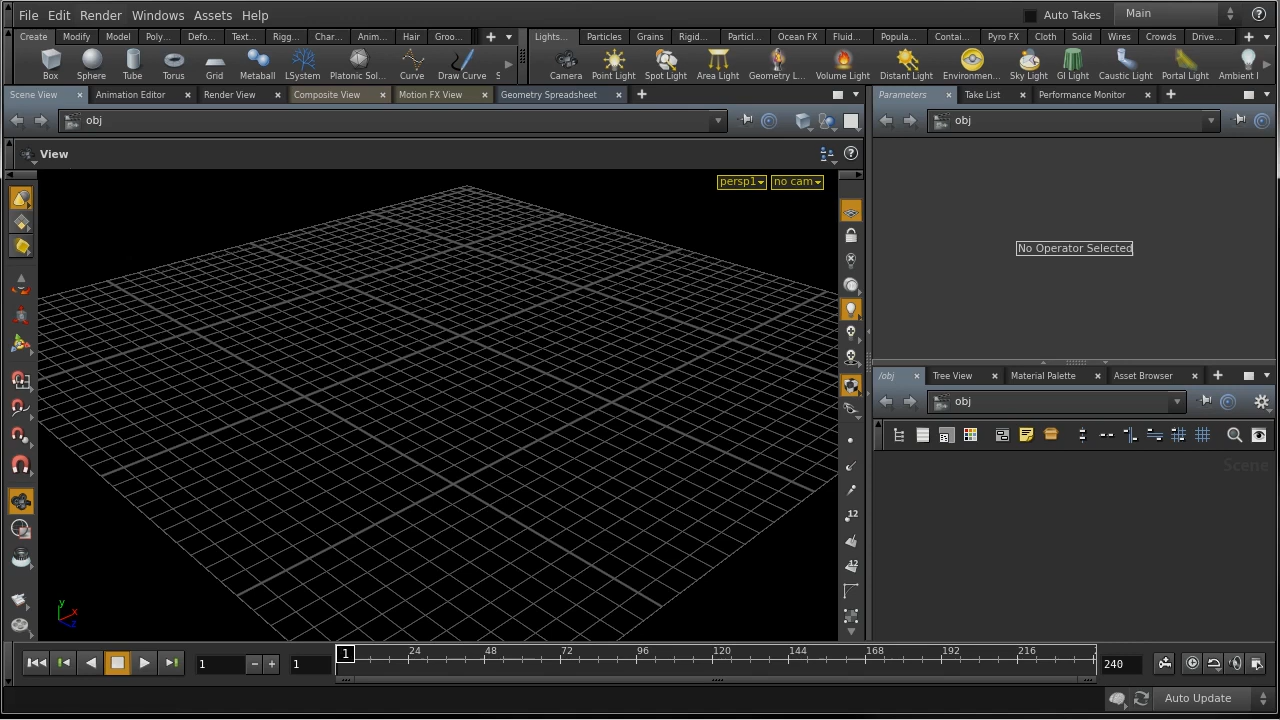 File Edit Render Windows Assets Help Auto Takes Main
Create Modify Model Poly... Defo... Text... Rigg... Char... Anim... Hair Groo... Lights... Particles Grains Rigid... Particl... Ocean FX Fluid... Popula... Contai... Pyro FX Cloth Solid Wires Crowds Drive...
Box Sphere Tube Torus Grid Metaball LSystem Platonic Sol... Curve Draw Curve S Camera Point Light Spot Light Area Light Geometry L... Volume Light Distant Light Environmen... Sky Light GI Light Caustic Light Portal Light Ambient l
Scene View Animation Editor Render View Composite View Motion FX View Geometry Spreadsheet Parameters Take List Performance Monitor
obj obj
View
persp1 no cam
No Operator Selected
/obj Tree View Material Palette Asset Browser
obj
Scene
12
12
y
x
z
1 1 1 24 48 72 96 120 144 168 192 216 2 240
Auto Update